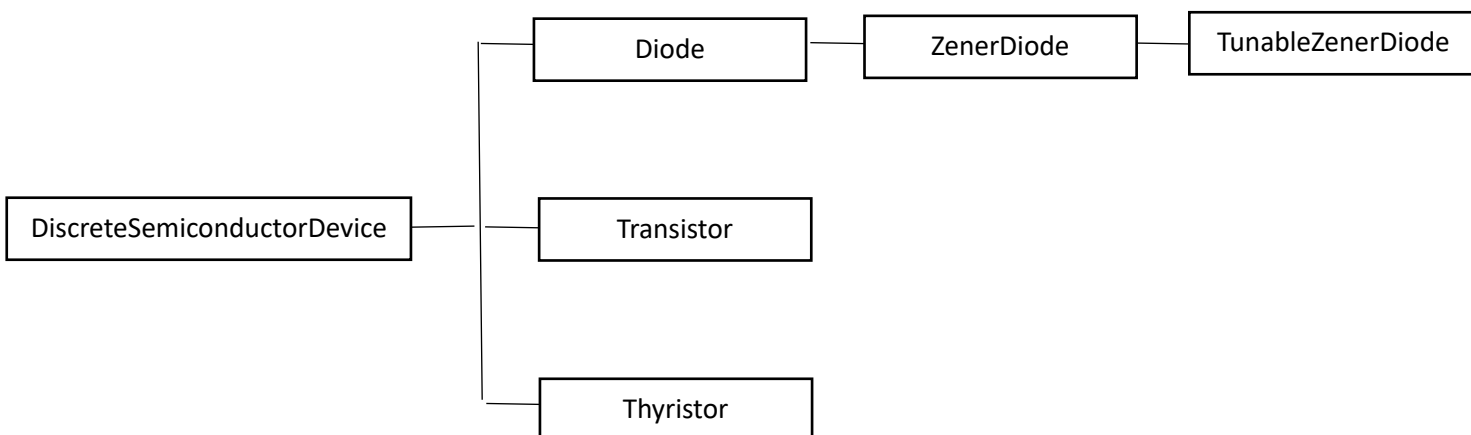 Diode
ZenerDiode
TunableZenerDiode
DiscreteSemiconductorDevice
Transistor
Thyristor